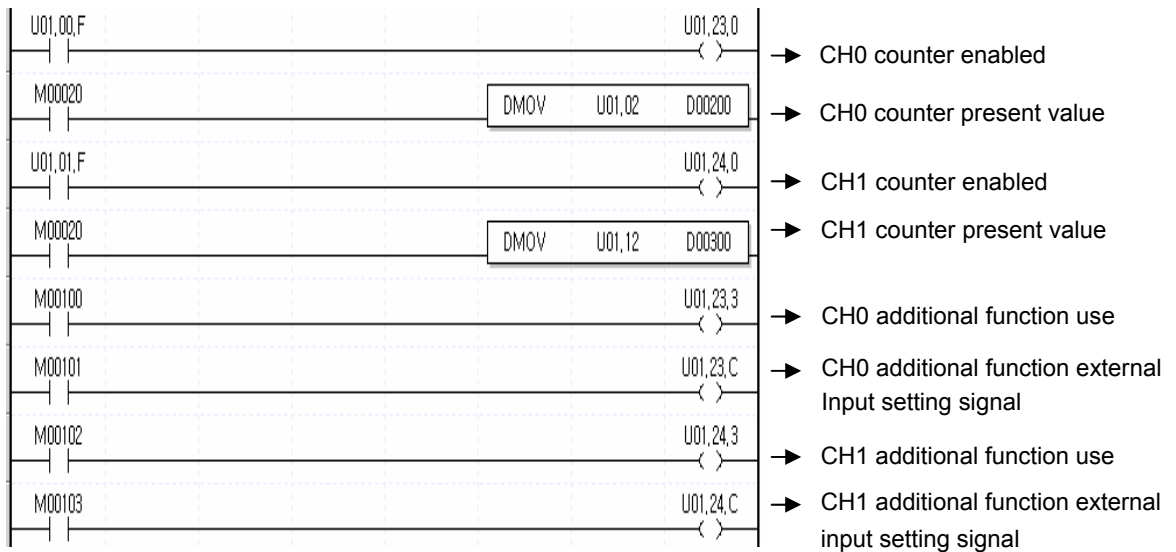 U01,00,F U01,23,0
CH0 counter enabled
M00020
DMOV U01,02 D00200
CH0 counter present value
U01,01,F U01,24,0
CH1 counter enabled
M00020
DMOV U01,12 D00300
CH1 counter present value
M00100 U01,23,3
CH0 additional function use
M00101 U01,23,C
CH0 additional function external
Input setting signal
M00102 U01,24,3
CH1 additional function use
M00103 U01,24,C
CH1 additional function external
input setting signal